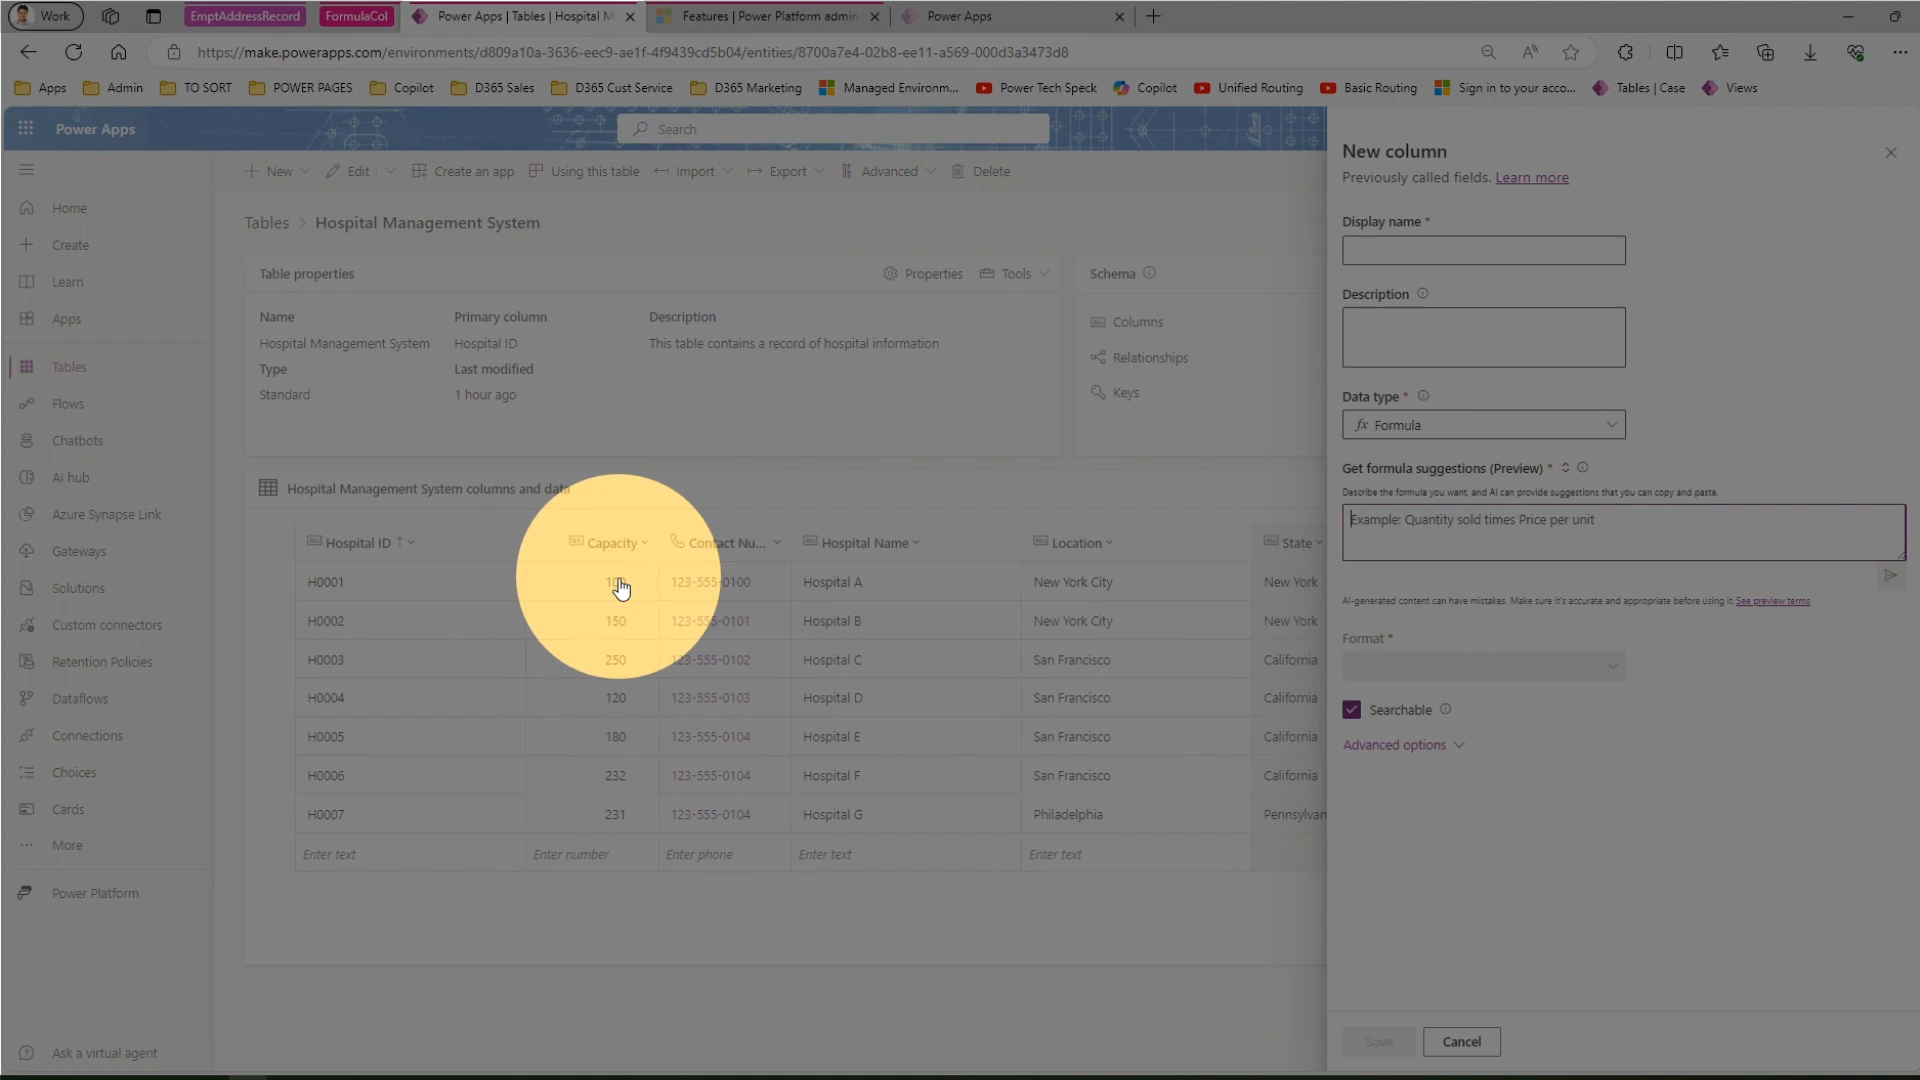 Work
EmptAddressRecord
FormulaCol
Power Apps | Tables | Hospital M
Features | Power Platform admin
Power Apps
https://make.powerapps.com/environments/d809a10a-3636-eec9-ae1f-4f9439cd5b04/entities/8700a7e4-02b8-ee11-a569-000d3a3473d8
Apps
Admin
TO SORT
POWER PAGES
Copilot
D365 Sales
D365 Cust Service
D365 Marketing
Managed Environm...
Power Tech Speck
Copilot
Unified Routing
Basic Routing
Sign in to your acco...
Tables | Case
Views
Power Apps
Search
New
Edit
Create an app
Using this table
Import
Export
Advanced
Delete
Home
Create
Learn
Apps
Tables
Flows
Chatbots
AI hub
Azure Synapse Link
Gateways
Solutions
Custom connectors
Retention Policies
Dataflows
Connections
Choices
Cards
More
Power Platform
Ask a virtual agent
Tables > Hospital Management System
Table properties
Properties
Tools
Name
Hospital Management System
Type
Standard
Primary column
Hospital ID
Last modified
1 hour ago
Description
This table contains a record of hospital information
Schema
Columns
Relationships
Keys
Hospital Management System columns and data
Hospital ID Capacity Contact Nu... Hospital Name Location State
H0001 100 123-555-0100 Hospital A New York City New York
H0002 150 123-555-0101 Hospital B New York City New York
H0003 250 123-555-0102 Hospital C San Francisco California
H0004 120 123-555-0103 Hospital D San Francisco California
H0005 180 123-555-0104 Hospital E San Francisco California
H0006 232 123-555-0104 Hospital F San Francisco California
H0007 231 123-555-0104 Hospital G Philadelphia Pennsylvan
Enter text Enter number Enter phone Enter text Enter text
New column
Previously called fields. Learn more
Display name *
Description
Data type *
fx Formula
Get formula suggestions (Preview) *
Describe the formula you want, and AI can provide suggestions that you can copy and paste.
Example: Quantity sold times Price per unit
AI-generated content can have mistakes. Make sure it's accurate and appropriate before using it. See preview terms
Format *
Searchable
Advanced options
Save
Cancel